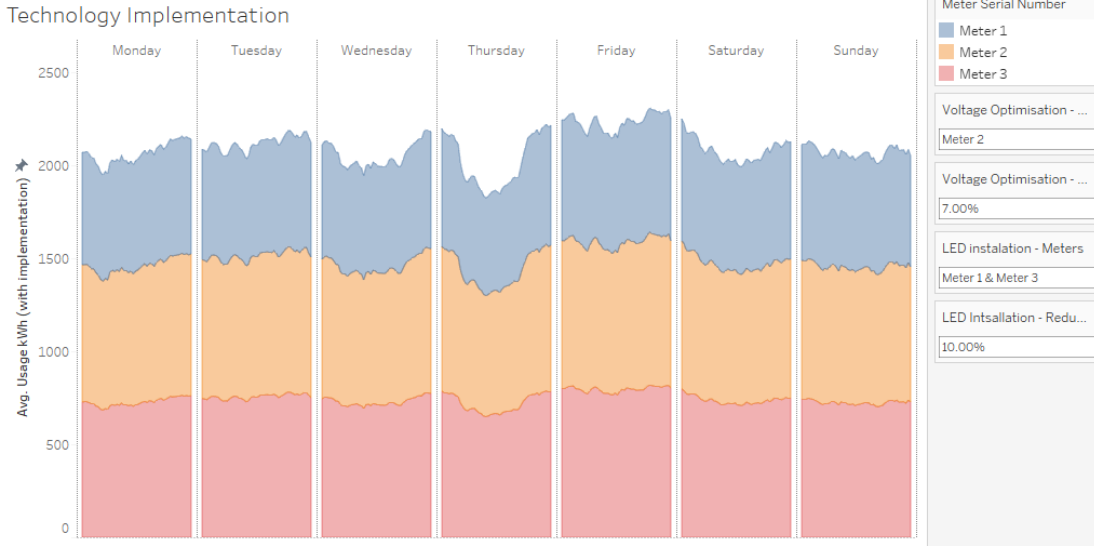 Technology Implementation
Monday
Tuesday
Wednesday
Thursday
Friday
Saturday
Sunday
2500
2000
1500
1000
500
0
Avg. Usage kWh (with implementation)
Meter Serial Number
Meter 1
Meter 2
Meter 3
Voltage Optimisation - ...
Meter 2
Voltage Optimisation - ...
7.00%
LED instalation - Meters
Meter 1 & Meter 3
LED Intsallation - Redu...
10.00%